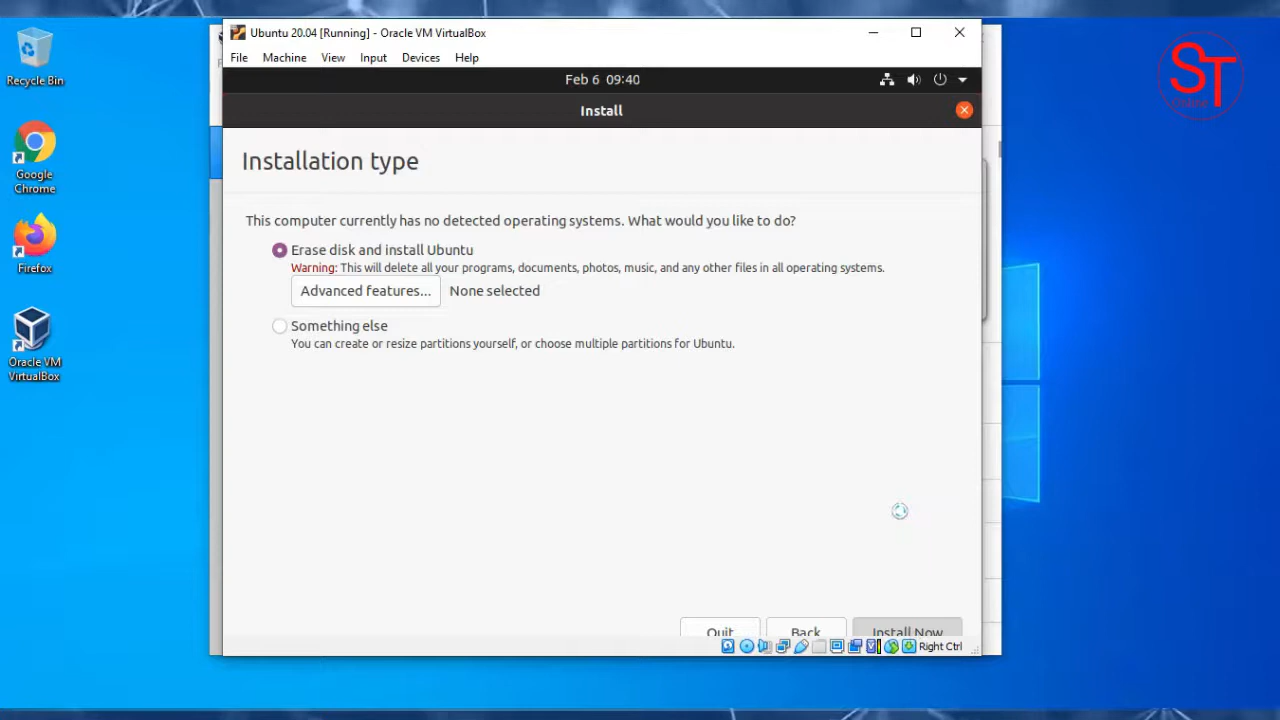 Ubuntu 20.04 [Running] - Oracle VM VirtualBox
File Machine View Input Devices Help
Feb 6 09:40
Install
Installation type
This computer currently has no detected operating systems. What would you like to do?
Erase disk and install Ubuntu
Warning: This will delete all your programs, documents, photos, music, and any other files in all operating systems.
Advanced features... None selected
Something else
You can create or resize partitions yourself, or choose multiple partitions for Ubuntu.
Quit Back Install Now
Right Ctrl
Recycle Bin
Google
Chrome
Firefox
Oracle VM
VirtualBox
ST
Online